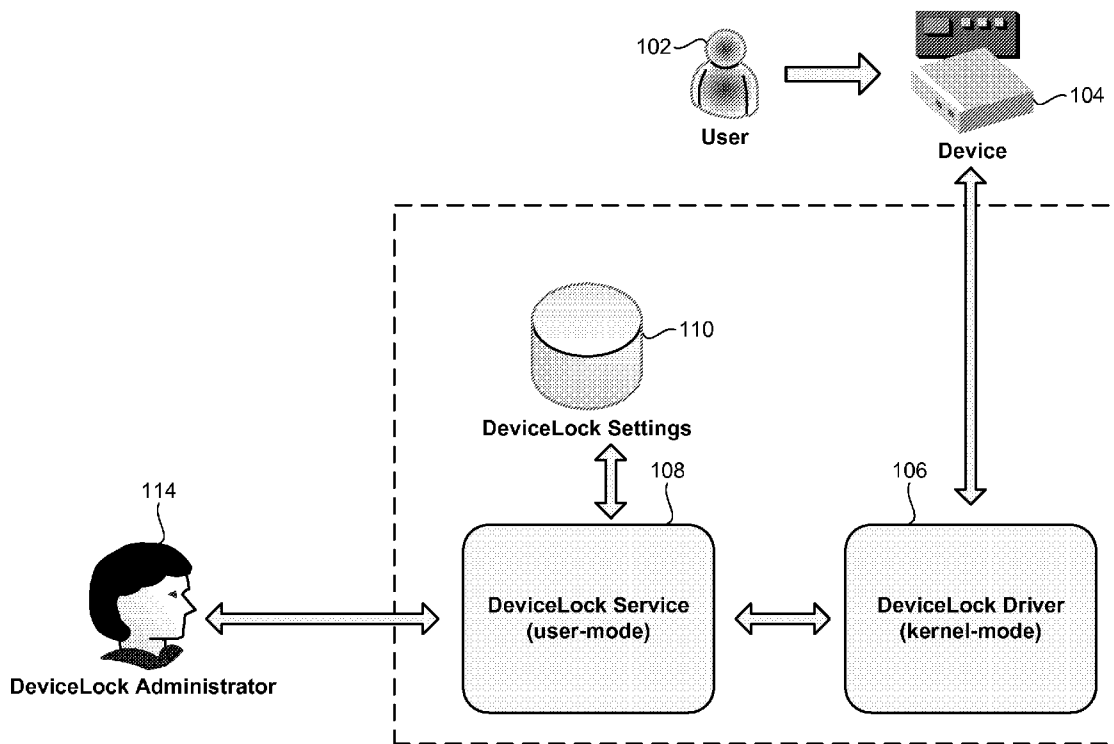 102
104
User
Device
110
DeviceLock Settings
108
106
114
DeviceLock Service
(user-mode)
DeviceLock Driver
(kernel-mode)
DeviceLock Administrator